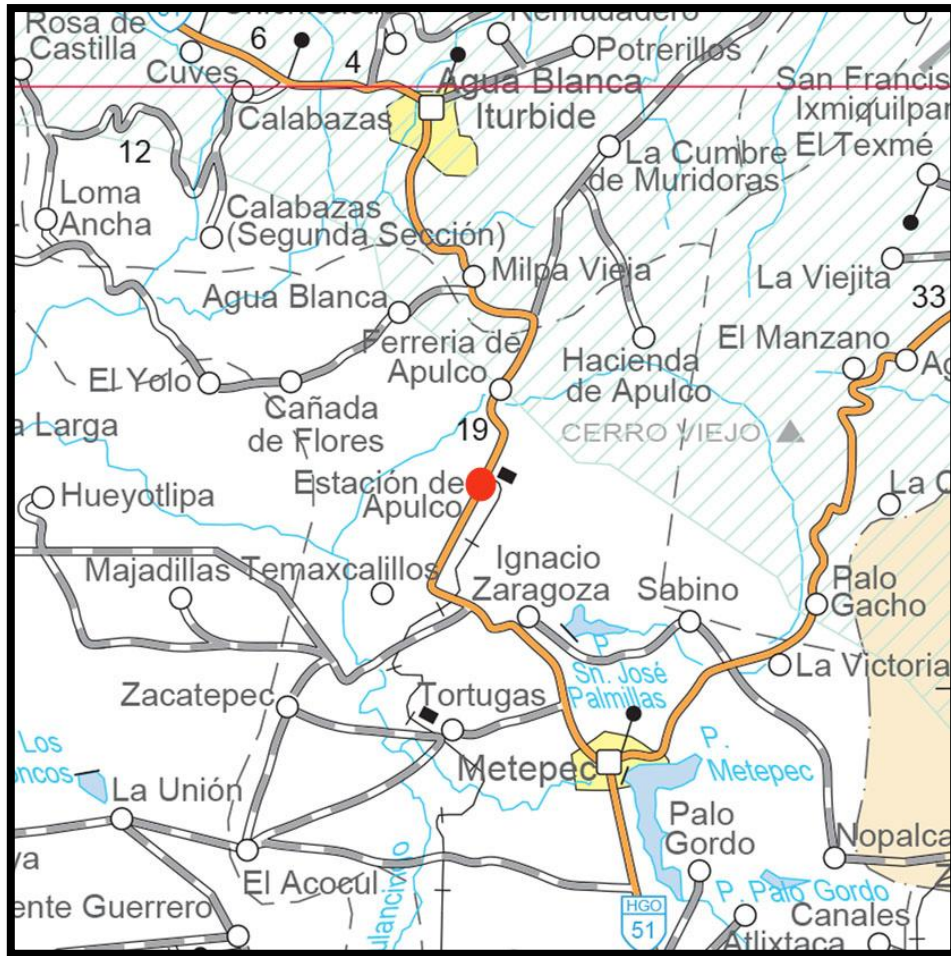 Rosa de
Castilla
6
4
Potrerillos
Cuves
Agua Blanca
Iturbide
Calabazas
San Francis
Ixmiquilpa
El Texmé
12
La Cumbre
de Muridoras
Loma
Ancha
Calabazas
(Segunda Sección)
Milpa Vieja
La Viejita
33
Agua Blanca
Ferreria de
Apulco
El Manzano
Hacienda
de Apulco
El Yolo
Cañada
de Flores
a Larga
19
CERRO VIEJO
Estación de
Apulco
Hueyotlipa
La C
Ignacio
Zaragoza
Majadillas
Temaxcalillos
Sabino
Palo
Gacho
P.
Sn. José
Palmillas
La Victoria
Zacatepec
Tortugas
Los
oncos
Metepec
P.
Metepec
La Unión
Palo
Gordo
Nopalca
El Acocul
P. Palo Gordo
ente Guerrero
HGO
51
Canales
Atlixtaca